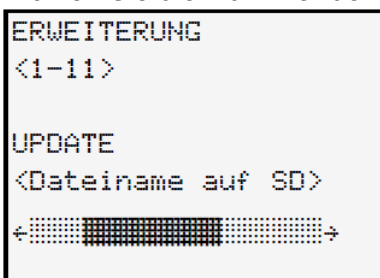 ERWEITERUNG
<1-11>
UPDATE
<Dateiname auf SD>